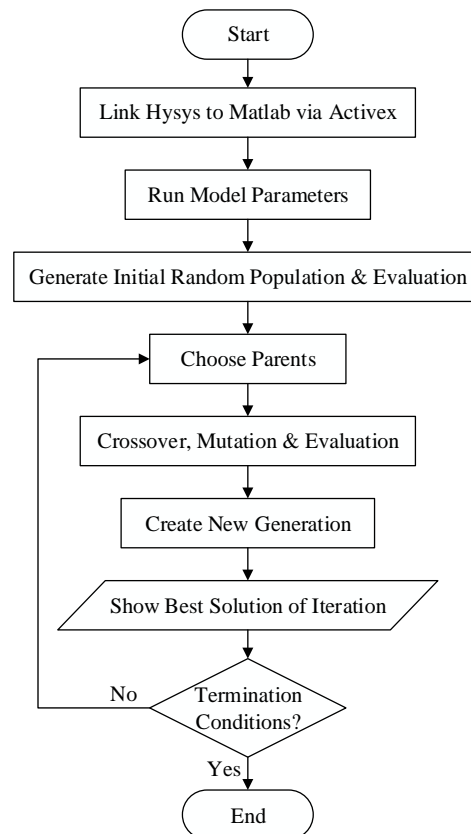 Start
Link Hysys to Matlab via Activex
Run Model Parameters
Generate Initial Random Population & Evaluation
Choose Parents
Crossover, Mutation & Evaluation
Create New Generation
Show Best Solution of Iteration
No
Termination
Conditions?
Yes
End